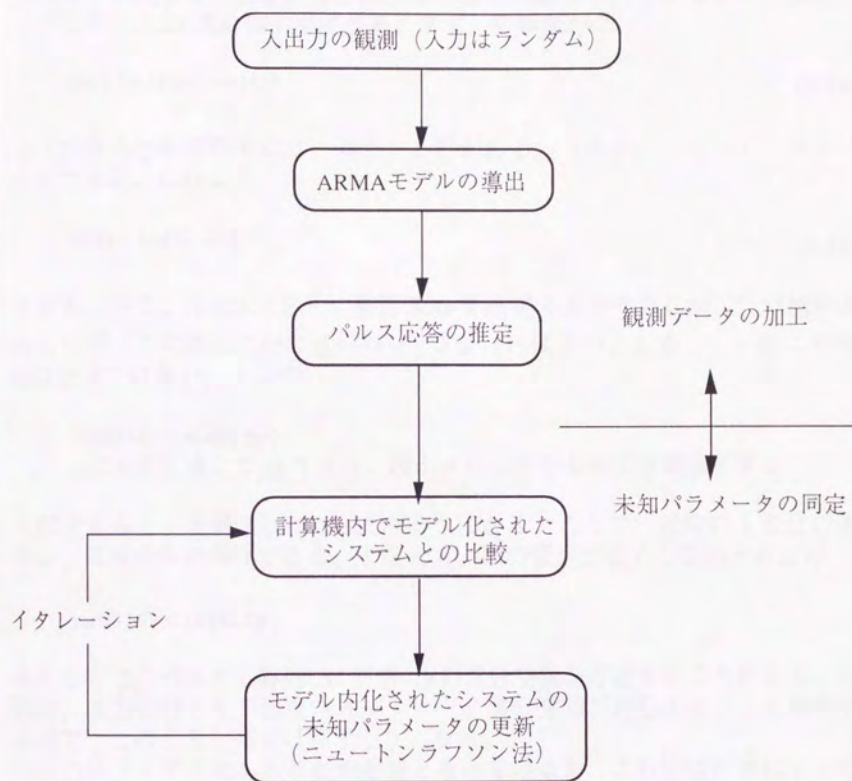 入出力の観測（入力はランダム）
ARMAモデルの導出
パルス応答の推定
観測データの加工
未知パラメータの同定
計算機内でモデル化された
システムとの比較
イタレーション
モデル内化されたシステムの
未知パラメータの更新
（ニュートンラフソン法）